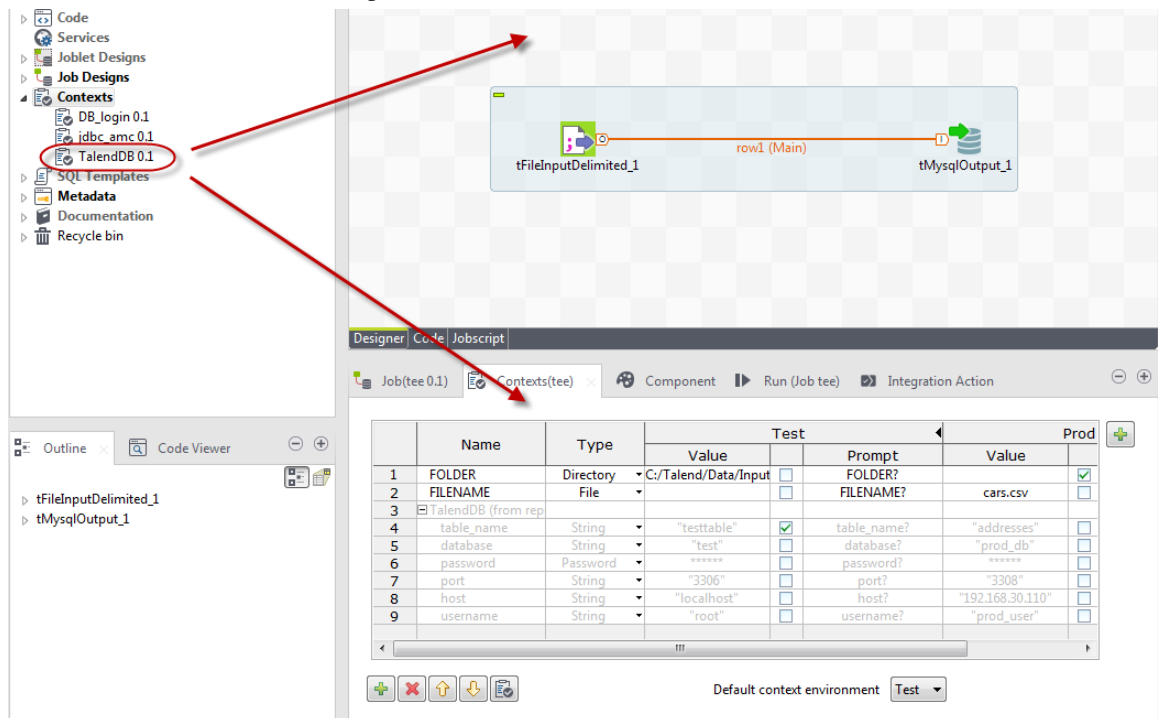 Code
Services
Joblet Designs
Job Designs
Contexts
DB_login 0.1
jdbc_amc 0.1
TalendDB 0.1
SQL Templates
Metadata
Documentation
Recycle bin
row1 (Main)
tFileInputDelimited_1
tMysqlOutput_1
Designer Code Jobscript
Job(tee 0.1) Contexts(tee) Component Run (Job tee) Integration Action
Outline Code Viewer
tFileInputDelimited_1
tMysqlOutput_1
Name Type Test Prod
Value Prompt Value
1 FOLDER Directory C:/Talend/Data/Input FOLDER?
2 FILENAME File FILENAME? cars.csv
3 TalendDB (from rep
4 table_name String "testtable" table_name? "addresses"
5 database String "test" database? "prod_db"
6 password Password ****** password? ******
7 port String "3306" port? "3308"
8 host String "localhost" host? "192.168.30.110"
9 username String "root" username? "prod_user"
Default context environment Test